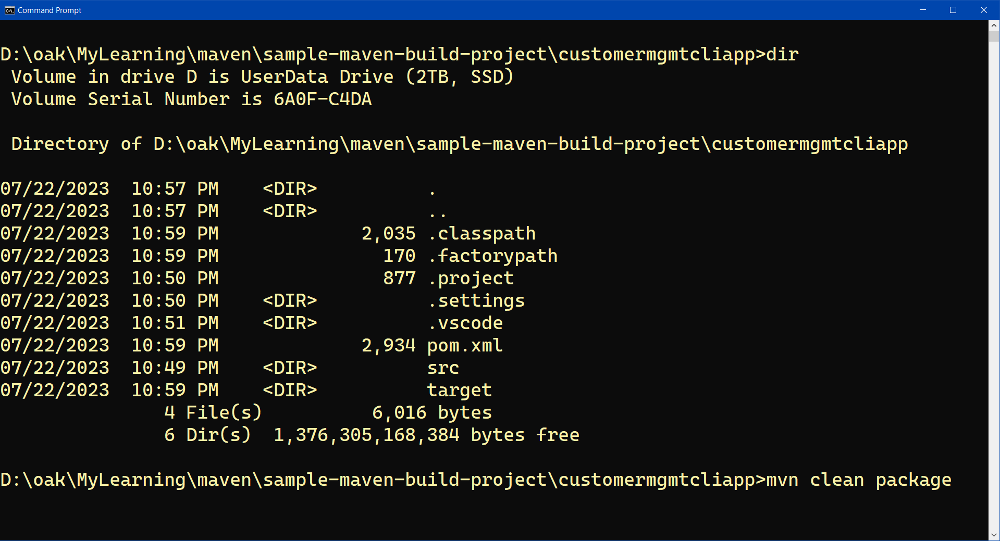 Command Prompt
D:\oak\MyLearning\maven\sample-maven-build-project\customermgmtcliapp>dir
 Volume in drive D is UserData Drive (2TB, SSD)
 Volume Serial Number is 6A0F-C4DA
 Directory of D:\oak\MyLearning\maven\sample-maven-build-project\customermgmtcliapp
07/22/2023  10:57 PM    <DIR>          .
07/22/2023  10:57 PM    <DIR>          ..
07/22/2023  10:59 PM             2,035 .classpath
07/22/2023  10:59 PM               170 .factorypath
07/22/2023  10:50 PM               877 .project
07/22/2023  10:50 PM    <DIR>          .settings
07/22/2023  10:51 PM    <DIR>          .vscode
07/22/2023  10:59 PM             2,934 pom.xml
07/22/2023  10:49 PM    <DIR>          src
07/22/2023  10:59 PM    <DIR>          target
               4 File(s)          6,016 bytes
               6 Dir(s)  1,376,305,168,384 bytes free
D:\oak\MyLearning\maven\sample-maven-build-project\customermgmtcliapp>mvn clean package